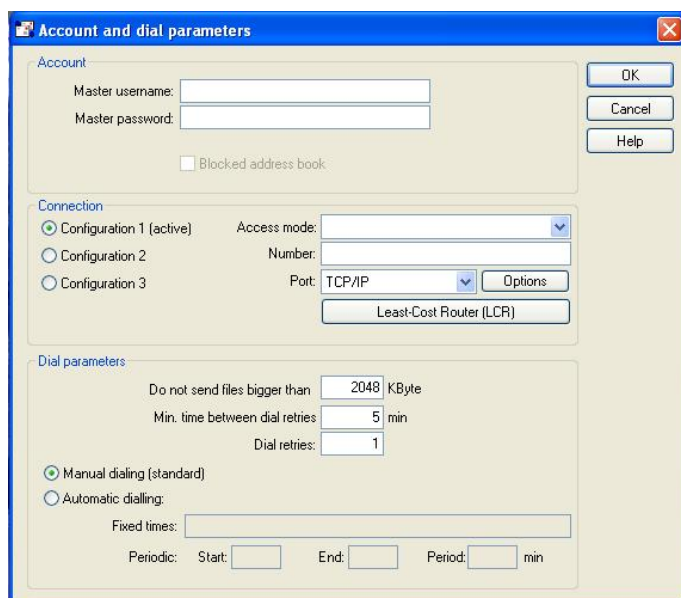 Account and dial parameters
Account
Master username:
Master password:
Blocked address book
OK
Cancel
Help
Connection
Configuration 1 (active) Access mode:
Configuration 2 Number:
Configuration 3 Port: TCP/IP Options
Least-Cost Router (LCR)
Dial parameters
Do not send files bigger than 2048 KByte
Min. time between dial retries 5 min
Dial retries: 1
Manual dialing (standard)
Automatic dialling:
Fixed times:
Periodic: Start: End: Period: min